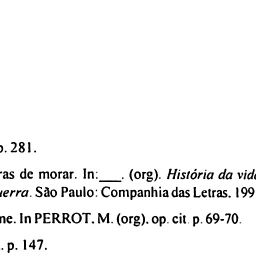 p. 281.
ras de morar. In:___. (org). História da vid
uerra. São Paulo: Companhia das Letras, 199
ne. In PERROT, M. (org), op. cit. p. 69-70.
. p. 147.